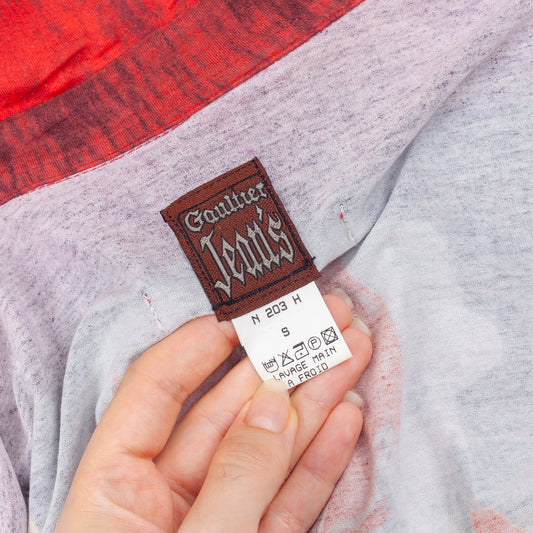 Gaultier
Jean's
N 203 H
S
P
LAVAGE MAIN
A FROID